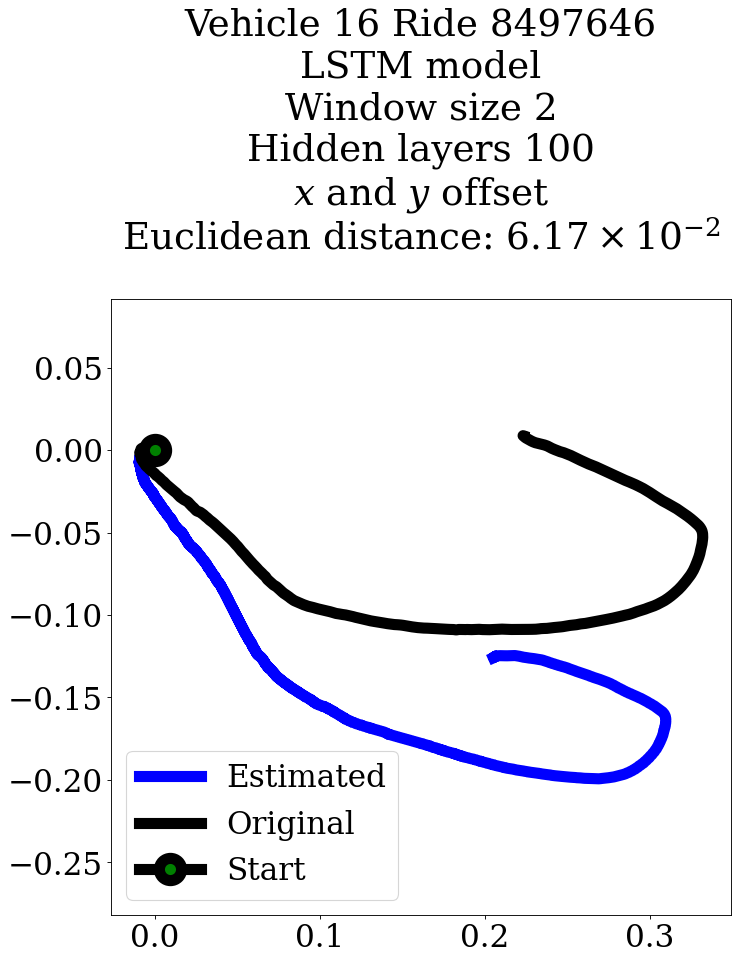 Vehicle 16 Ride 8497646
LSTM model
Window size 2
Hidden layers 100
x and y offset
Euclidean distance: 6.17 × 10⁻²
0.05
0.00
−0.05
−0.10
−0.15
−0.20
−0.25
Estimated
Original
Start
0.0 0.1 0.2 0.3